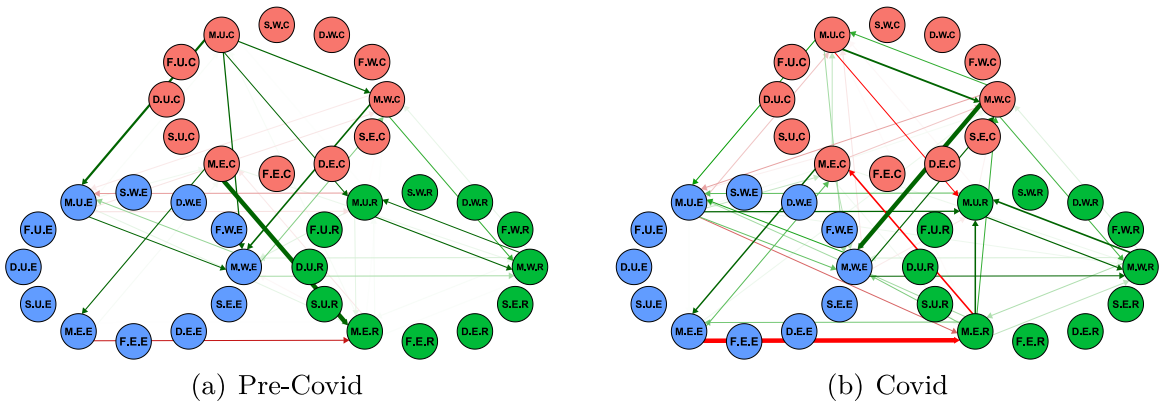 S.W.C
M.U.C
D.W.C
F.U.C
F.W.C
D.U.C
M.W.C
S.U.C
S.E.C
M.E.C
D.E.C
F.E.C
M.U.E
S.W.E
D.W.E
M.U.R
S.W.R
D.W.R
F.U.E
F.W.E
F.U.R
F.W.R
D.U.E
M.W.E
D.U.R
M.W.R
S.U.E
S.E.E
S.U.R
S.E.R
M.E.E
F.E.E
D.E.E
M.E.R
F.E.R
D.E.R
(a) Pre-Covid
S.W.C
M.U.C
D.W.C
F.U.C
F.W.C
D.U.C
M.W.C
S.U.C
S.E.C
M.E.C
D.E.C
F.E.C
M.U.E
S.W.E
D.W.E
M.U.R
S.W.R
D.W.R
F.U.E
F.W.E
F.U.R
F.W.R
D.U.E
M.W.E
D.U.R
M.W.R
S.U.E
S.E.E
S.U.R
S.E.R
M.E.E
F.E.E
D.E.E
M.E.R
F.E.R
D.E.R
(b) Covid